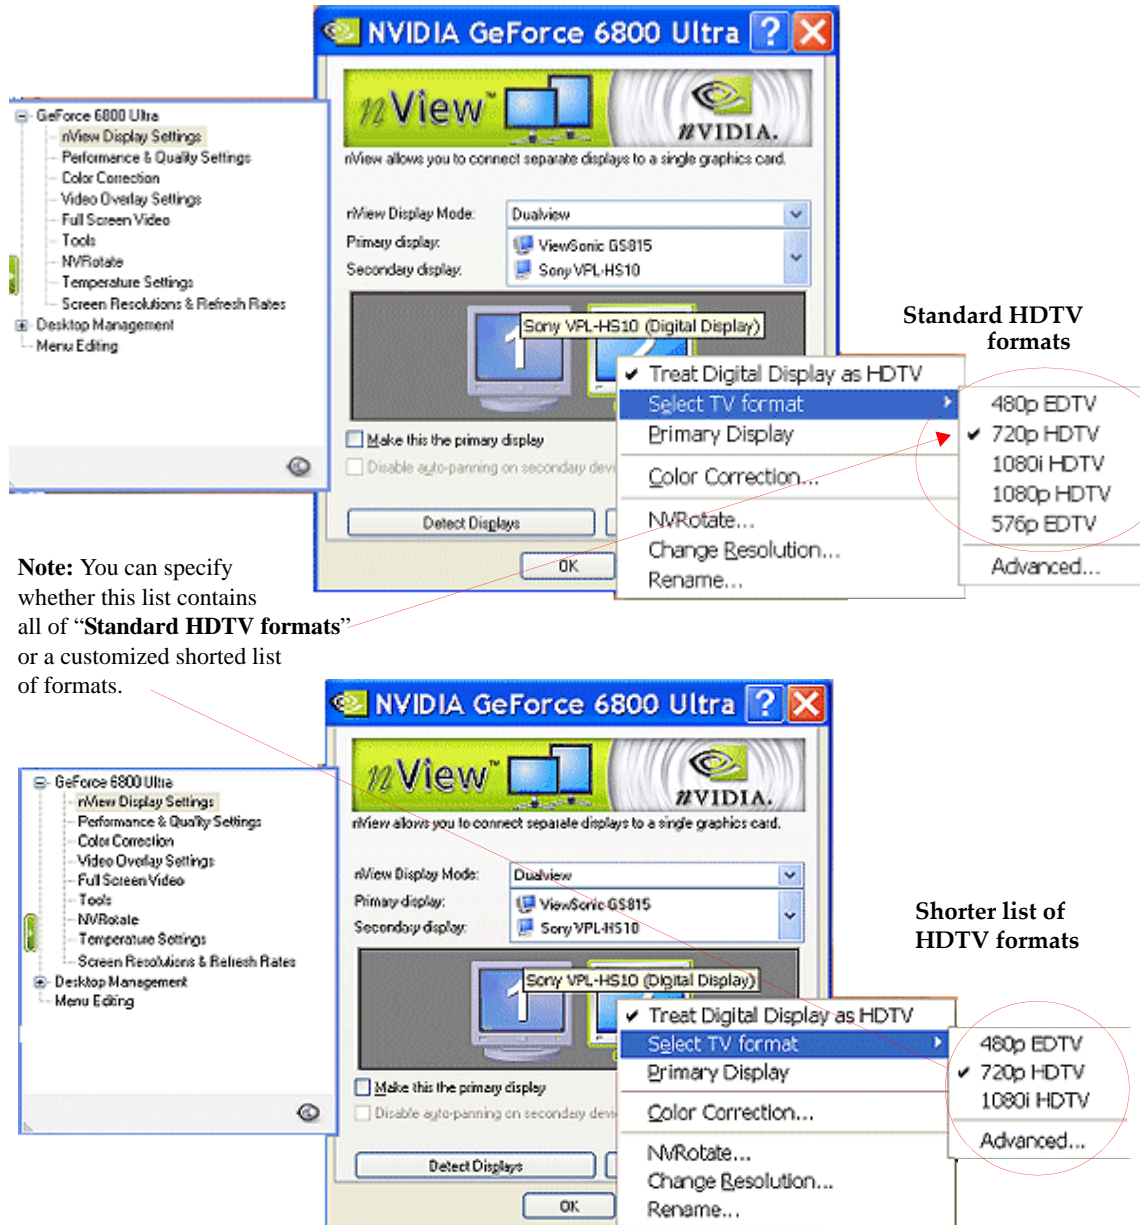 NVIDIA GeForce 6800 Ultra
nView™
NVIDIA.
nView allows you to connect separate displays to a single graphics card.
GeForce 6800 Ultra
nView Display Settings
Performance & Quality Settings
Color Correction
Video Overlay Settings
Full Screen Video
Tools
NVRotate
Temperature Settings
Screen Resolutions & Refresh Rates
Desktop Management
Menu Editing
nView Display Mode: Dualview
Primary display: ViewSonic GS815
Secondary display: Sony VPL-HS10
1
2
Sony VPL-HS10 (Digital Display)
Make this the primary display
Disable auto-panning on secondary devi
Detect Displays
OK
Treat Digital Display as HDTV
Select TV format
Primary Display
Color Correction...
NVRotate...
Change Resolution...
Rename...
Standard HDTV
formats
480p EDTV
720p HDTV
1080i HDTV
1080p HDTV
576p EDTV
Advanced...
Note: You can specify
whether this list contains
all of “Standard HDTV formats”
or a customized shorted list
of formats.
NVIDIA GeForce 6800 Ultra
nView™
NVIDIA.
nView allows you to connect separate displays to a single graphics card.
GeForce 6800 Ultra
nView Display Settings
Performance & Quality Settings
Color Correction
Video Overlay Settings
Full Screen Video
Tools
NVRotate
Temperature Settings
Screen Resolutions & Refresh Rates
Desktop Management
Menu Editing
nView Display Mode: Dualview
Primary display: ViewSonic GS815
Secondary display: Sony VPL-HS10
1
2
Sony VPL-HS10 (Digital Display)
Make this the primary display
Disable auto-panning on secondary devi
Detect Displays
OK
Treat Digital Display as HDTV
Select TV format
Primary Display
Color Correction...
NVRotate...
Change Resolution...
Rename...
Shorter list of
HDTV formats
480p EDTV
720p HDTV
1080i HDTV
Advanced...